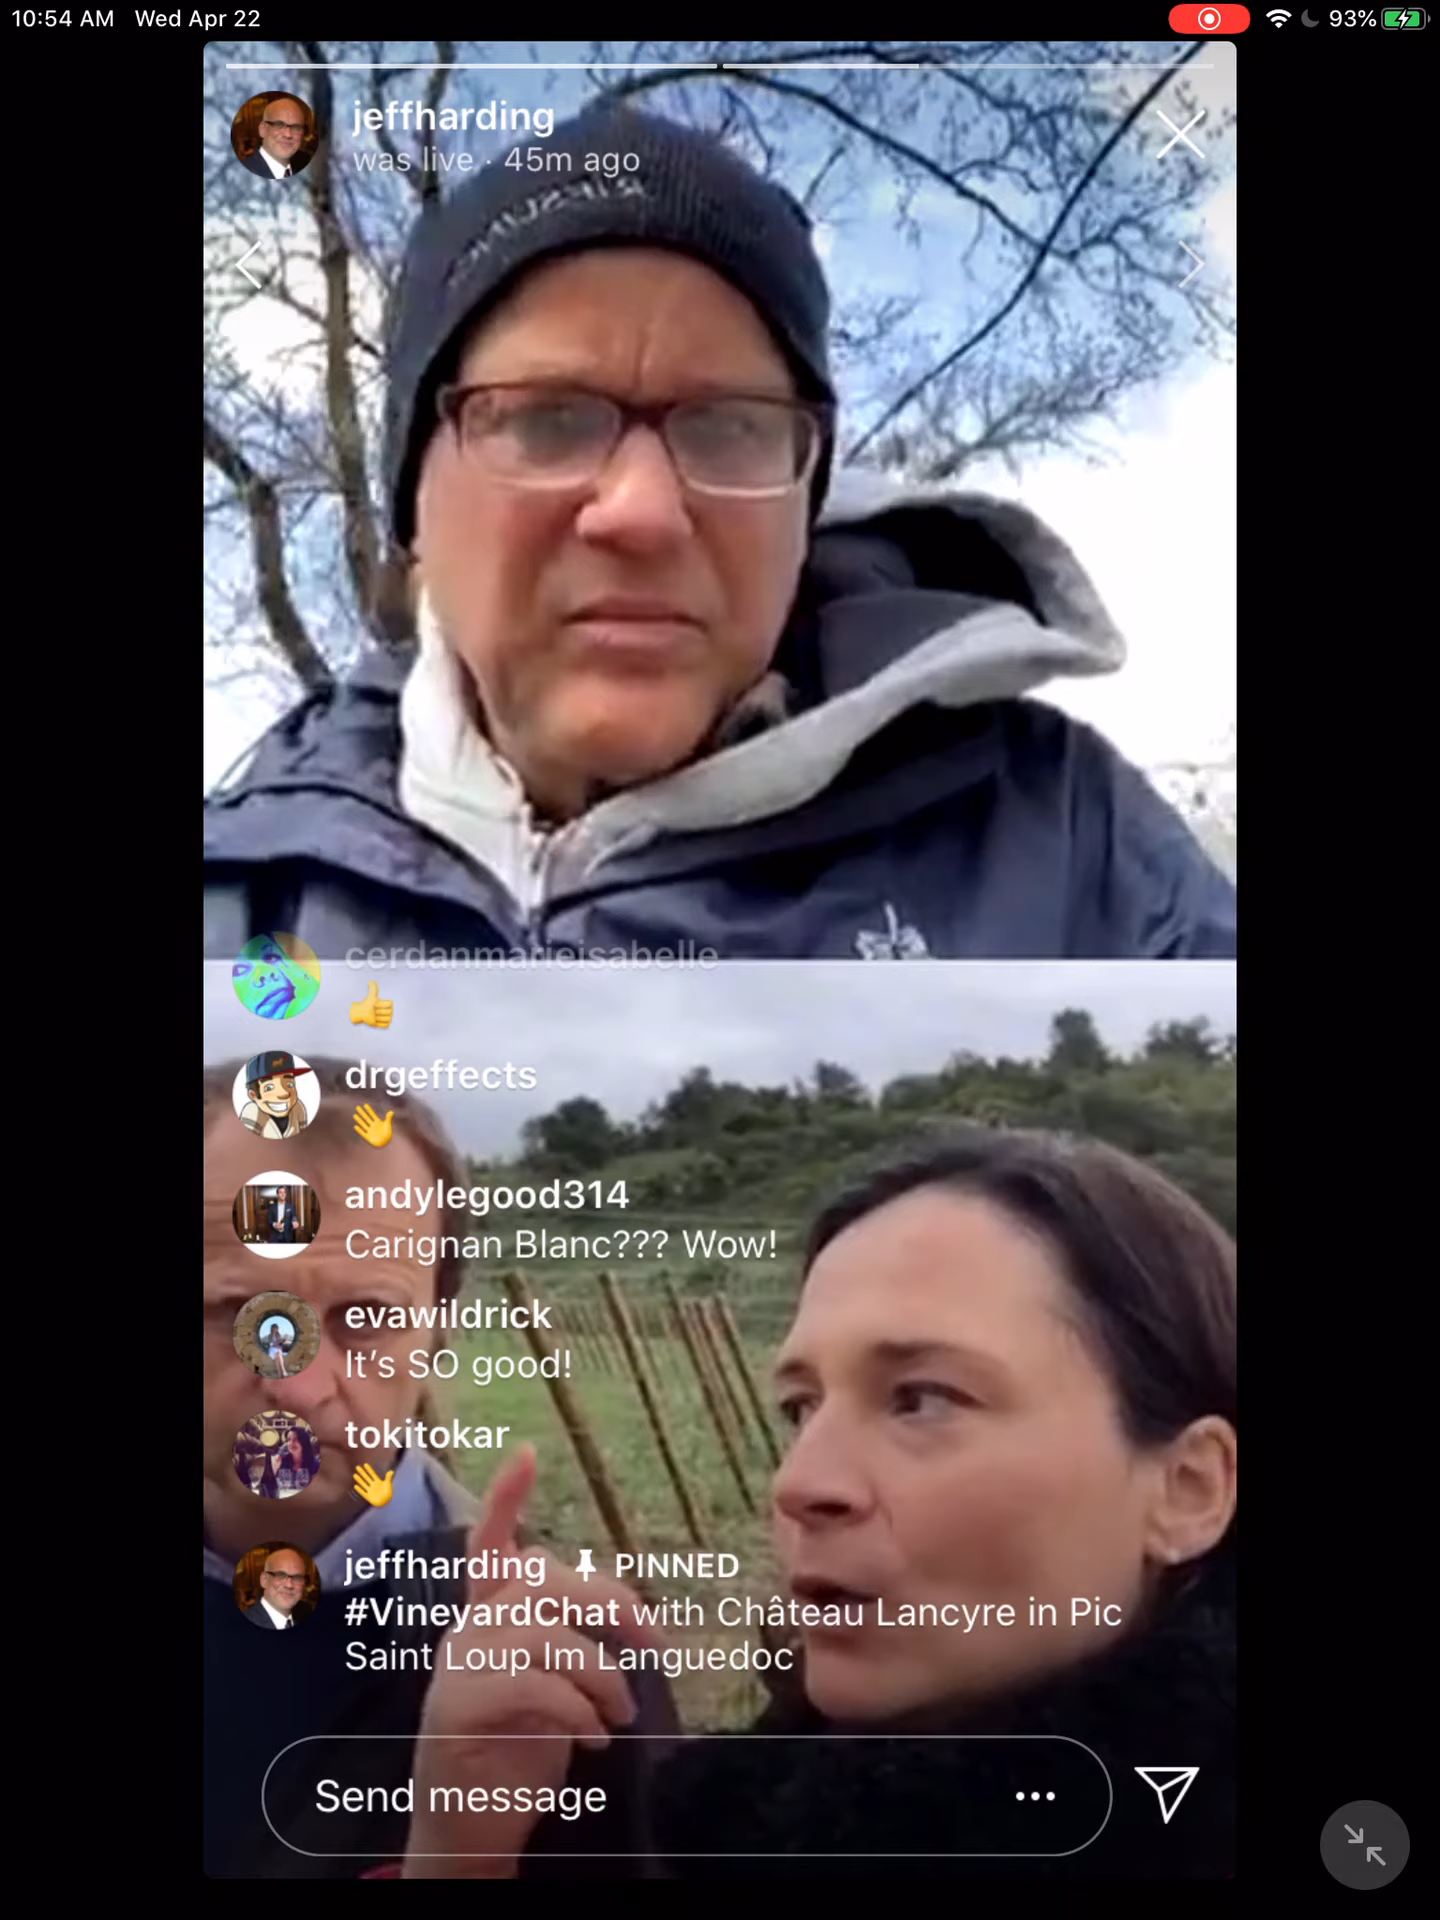 10:54 AM Wed Apr 22
93%
jeffharding
was live · 45m ago
cerdanmarieisabelle
👍
drgeffects
👋
andylegood314
Carignan Blanc??? Wow!
evawildrick
It’s SO good!
tokitokar
👋
jeffharding PINNED
#VineyardChat with Château Lancyre in Pic
Saint Loup Im Languedoc
Send message